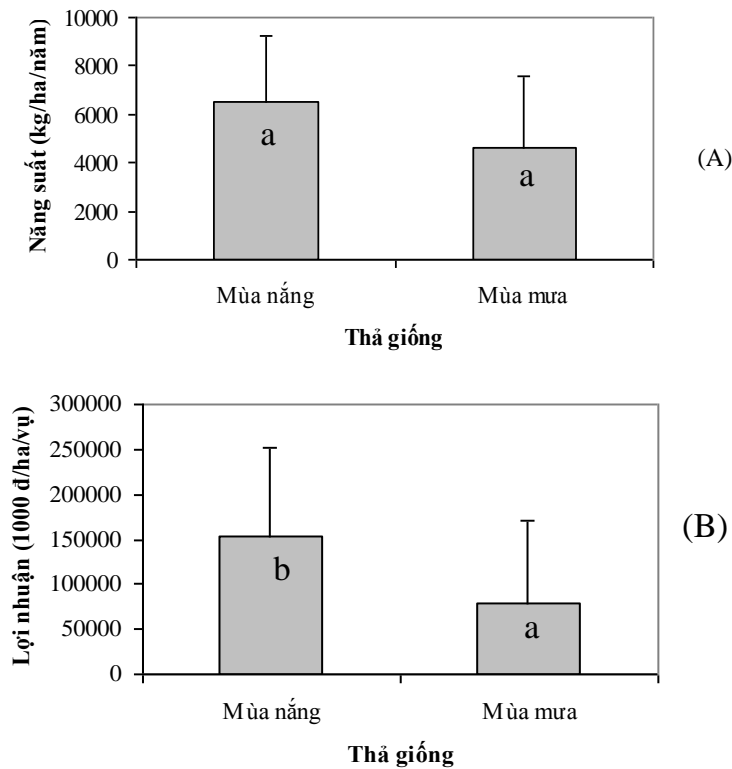 10000
8000
6000
4000
2000
0
Năng suất (kg/ha/năm)
a
a
(A)
Mùa nắng
Mùa mưa
Thả giống
300000
250000
200000
150000
100000
50000
0
Lợi nhuận (1000 đ/ha/vụ)
b
a
(B)
Mùa nắng
Mùa mưa
Thả giống